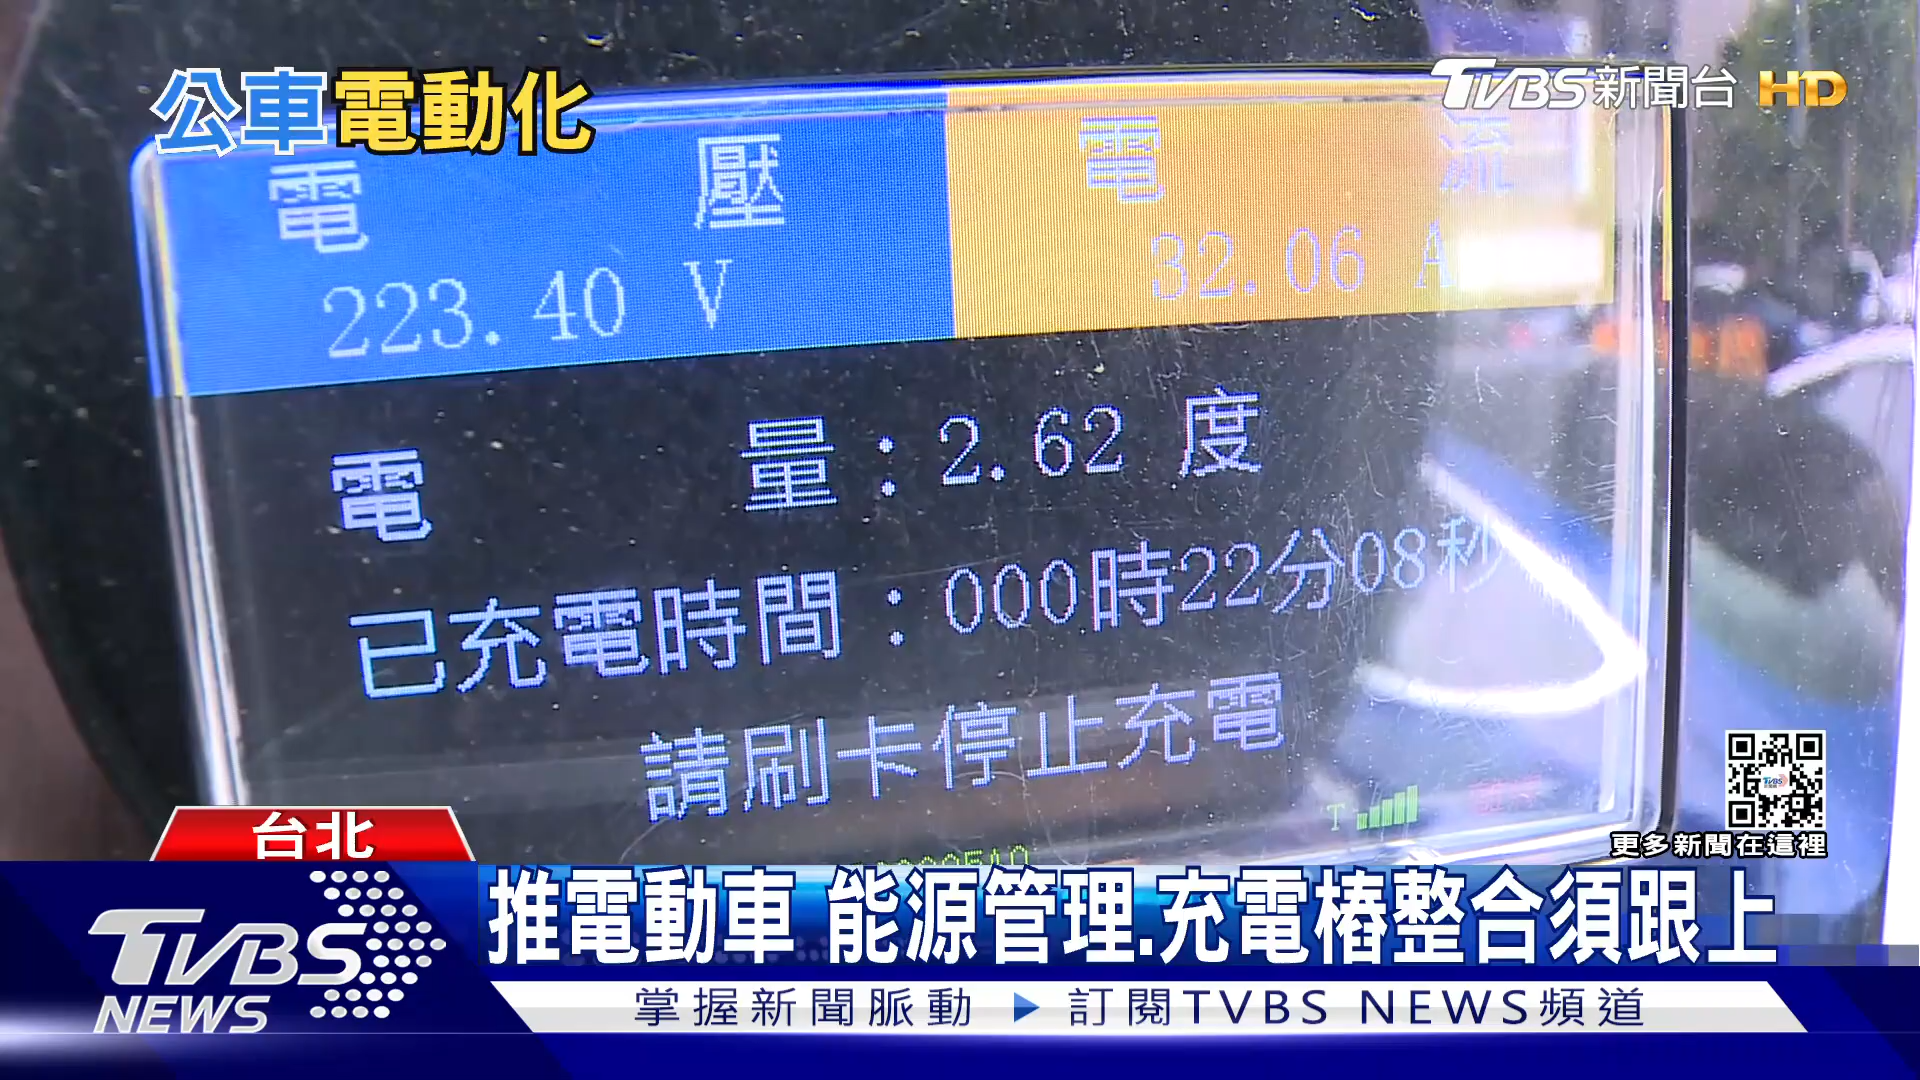 公車電動化
TVBS新聞台 HD
電壓
223.40 V
電流
32.06 A
電量：2.62 度
已充電時間：000時22分08秒
請刷卡停止充電
T
更多新聞在這裡
台北
推電動車 能源管理.充電樁整合須跟上
TVBS NEWS
掌握新聞脈動 ▶ 訂閱TVBS NEWS頻道